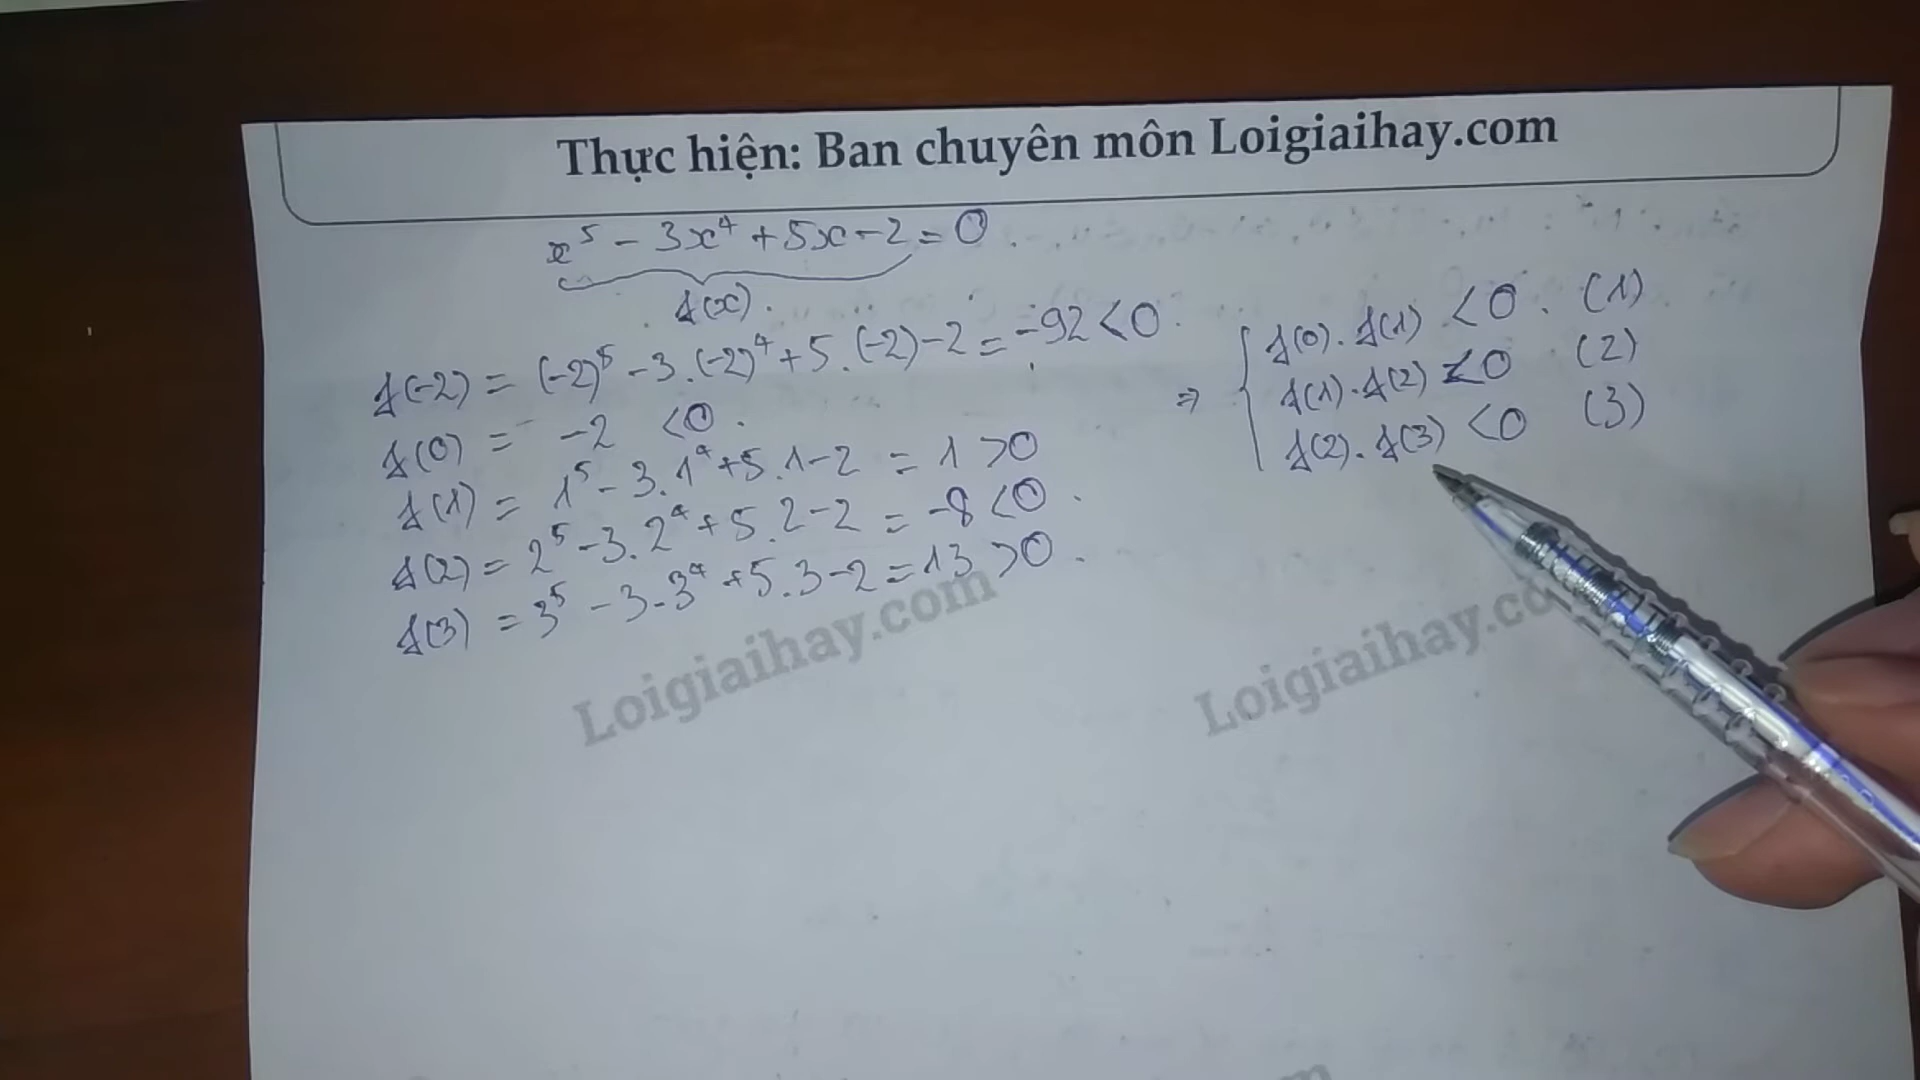 Thực hiện: Ban chuyên môn Loigiaihay.com
x⁵ - 3x⁴ + 5x - 2 = 0.
f(x).
f(-2) = (-2)⁵ - 3.(-2)⁴ + 5.(-2) - 2 = -92 < 0.
f(0) = -2 < 0.
f(1) = 1⁵ - 3.1⁴ + 5.1 - 2 = 1 > 0
f(2) = 2⁵ - 3.2⁴ + 5.2 - 2 = -8 < 0.
f(3) = 3⁵ - 3.3⁴ + 5.3 - 2 = 13 > 0.
⇒ { f(0).f(1) < 0. (1)
f(1).f(2) < 0 (2)
f(2).f(3) < 0 (3)
Loigiaihay.com
Loigiaihay.co